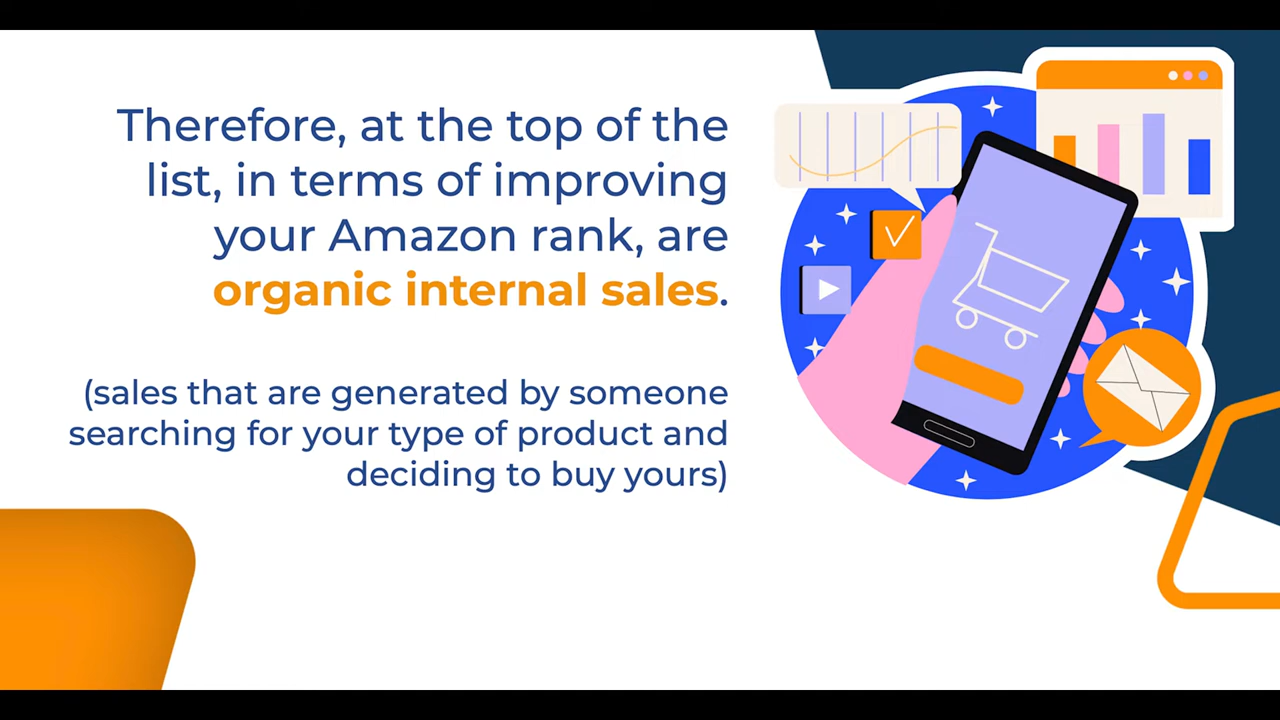 Therefore, at the top of the
list, in terms of improving
your Amazon rank, are
organic internal sales.
(sales that are generated by someone
searching for your type of product and
deciding to buy yours)